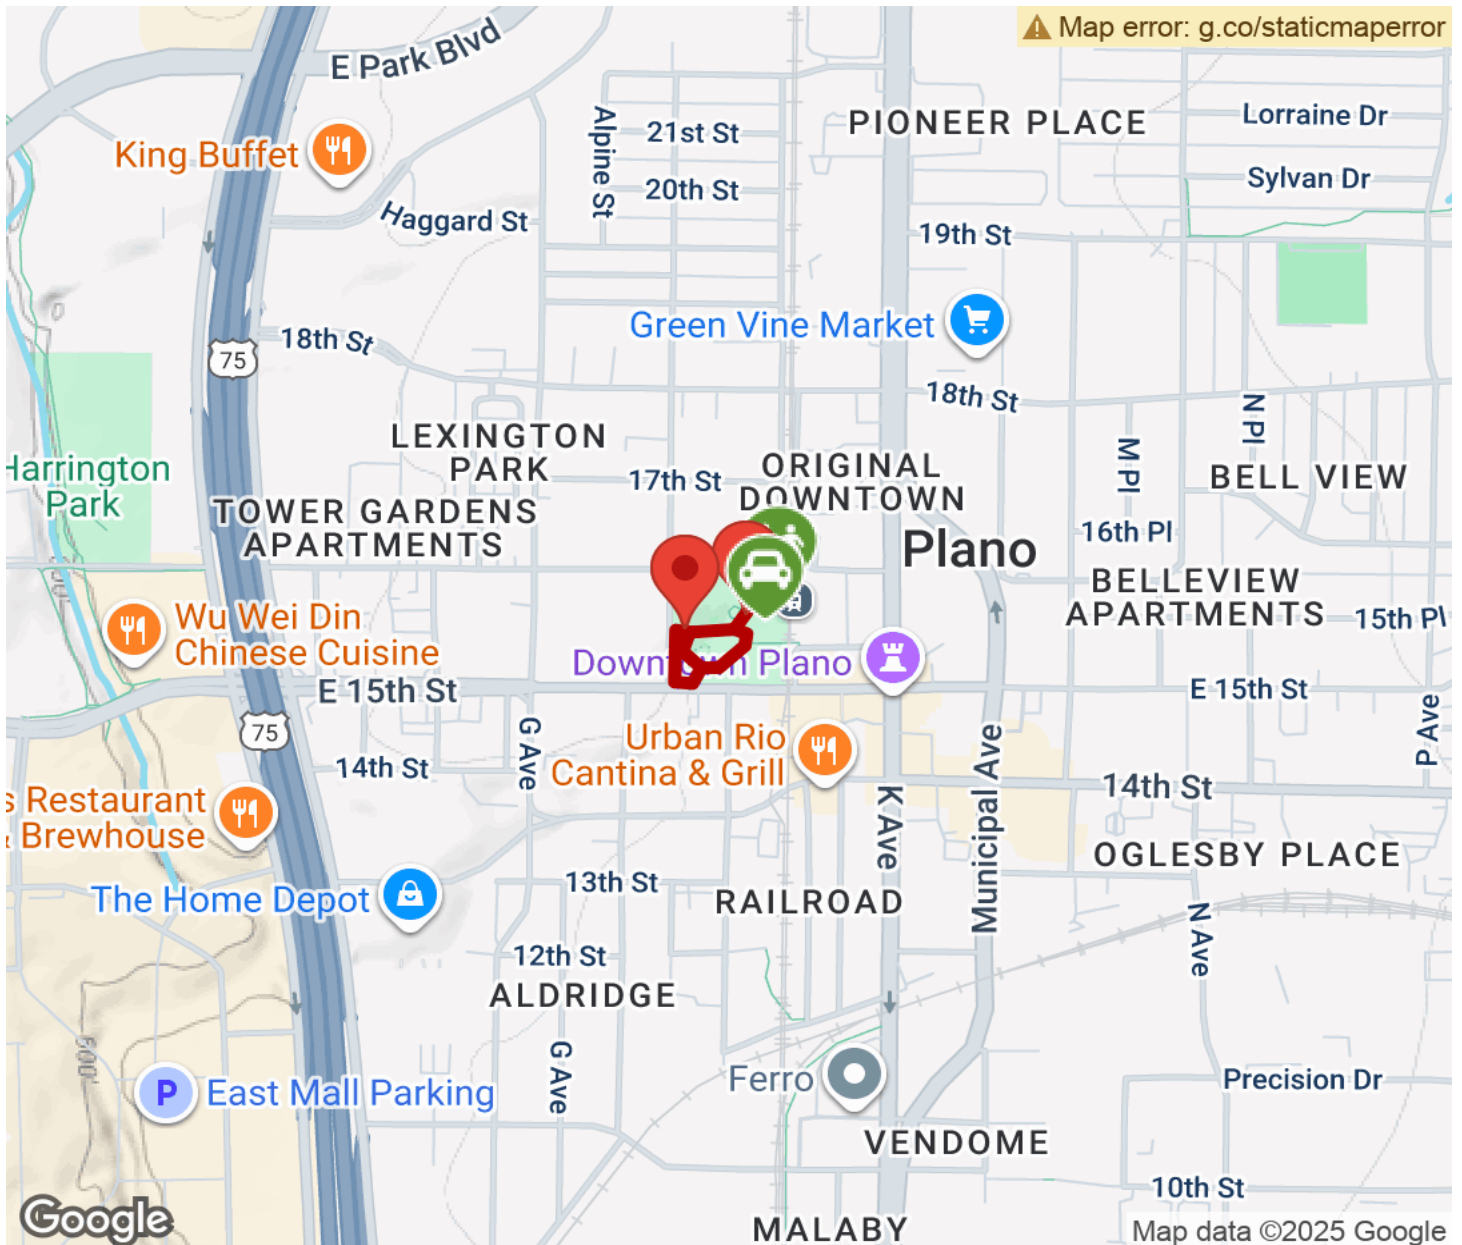 Map error: g.co/staticmaperror
E Park Blvd
King Buffet
Alpine St
21st St
20th St
PIONEER PLACE
Lorraine Dr
Sylvan Dr
Haggard St
19th St
Green Vine Market
18th St
75
18th St
N Pl
M Pl
LEXINGTON
PARK
17th St
ORIGINAL
DOWNTOWN
BELL VIEW
Harrington
Park
TOWER GARDENS
APARTMENTS
Plano
16th Pl
BELLEVIEW
APARTMENTS
15th Pl
Wu Wei Din
Chinese Cuisine
Downtown Plano
E 15th St
E 15th St
75
G Ave
14th St
Urban Rio
Cantina & Grill
K Ave
Municipal Ave
14th St
P Ave
s Restaurant
& Brewhouse
OGLESBY PLACE
The Home Depot
13th St
RAILROAD
N Ave
12th St
ALDRIDGE
500'
G Ave
P
East Mall Parking
Ferro
Precision Dr
VENDOME
10th St
MALABY
Google
Map data ©2025 Google